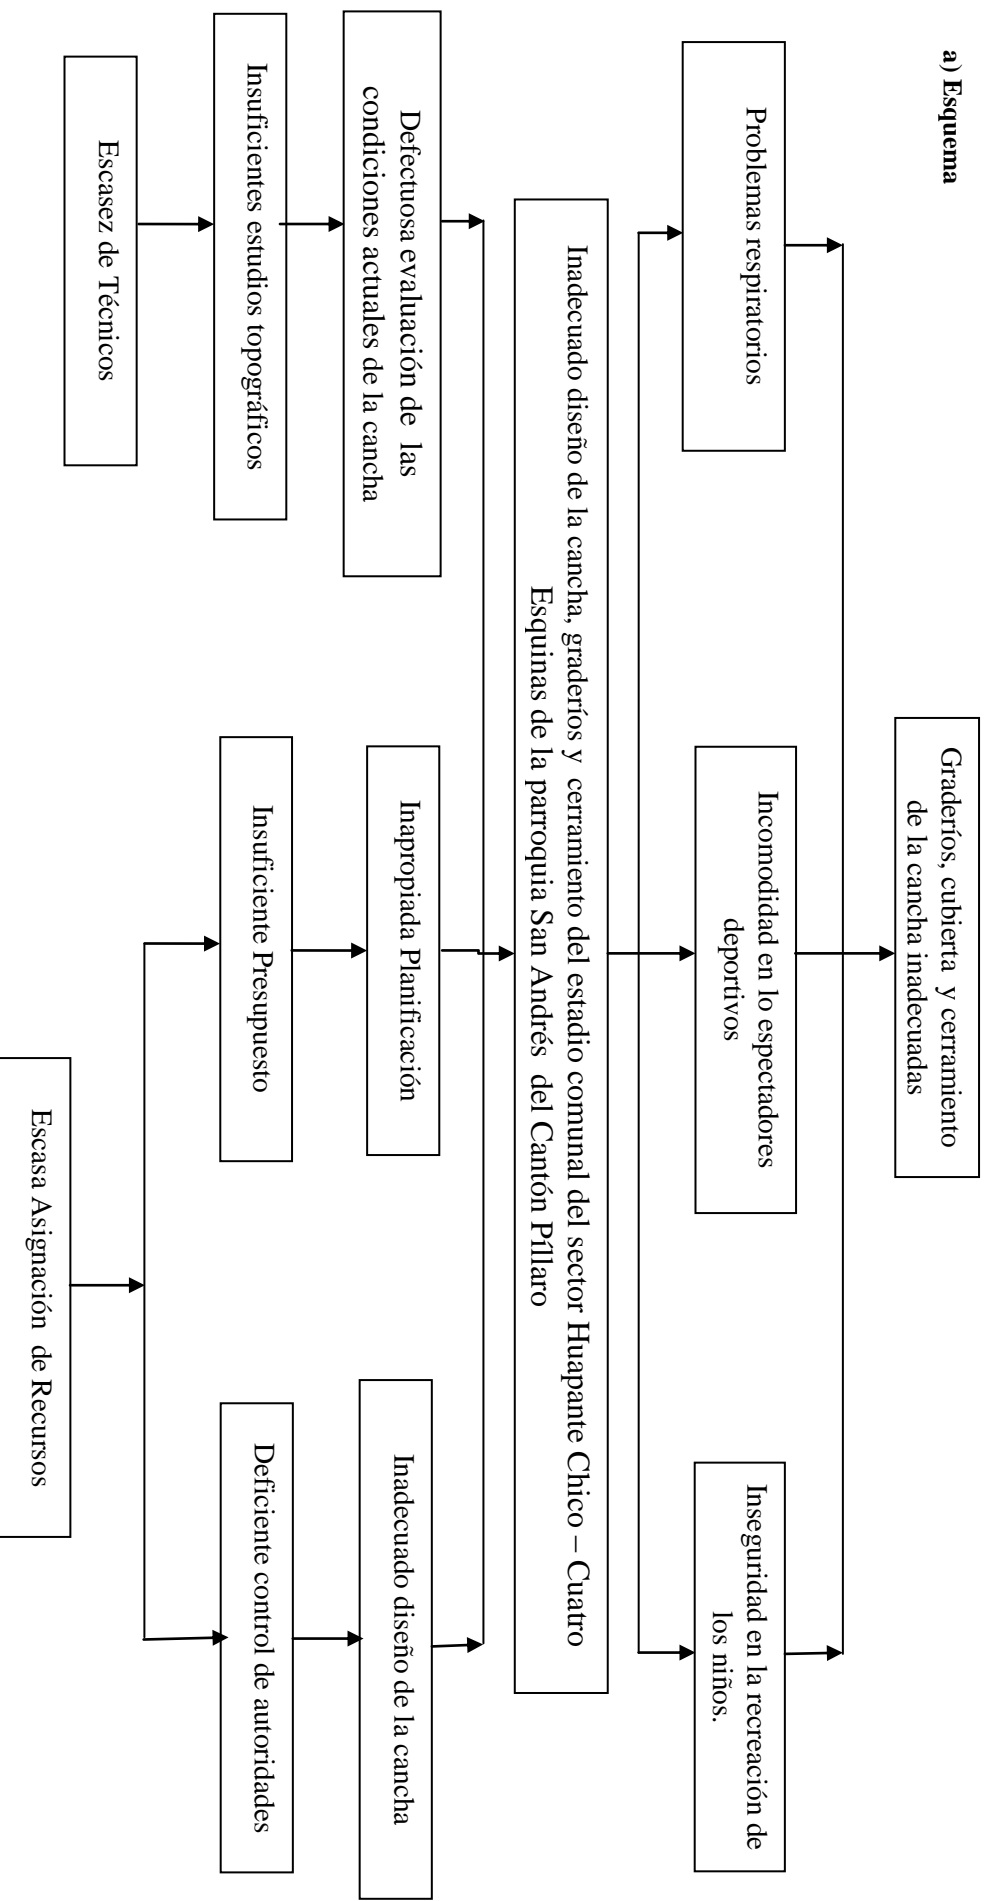 a) Esquema
Graderíos, cubierta y cerramiento
de la cancha inadecuadas
Problemas respiratorios
Incomodidad en lo espectadores
deportivos
Inseguridad en la recreación de
los niños.
Inadecuado diseño de la cancha, graderíos y cerramiento del estadio comunal del sector Huapante Chico – Cuatro
Esquinas de la parroquia San Andrés del Cantón Píllaro
Defectuosa evaluación de las
condiciones actuales de la cancha
Inapropiada Planificación
Inadecuado diseño de la cancha
Insuficientes estudios topográficos
Insuficiente Presupuesto
Deficiente control de autoridades
Escasez de Técnicos
Escasa Asignación de Recursos